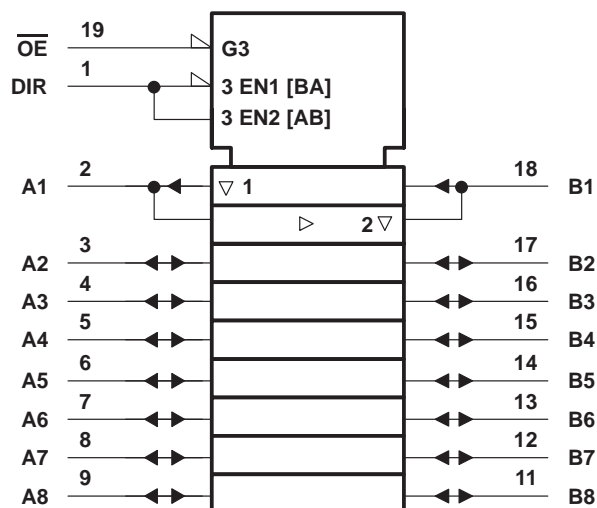 OE 19 G3
DIR 1 3 EN1 [BA]
3 EN2 [AB]
A1 2 1 18 B1
2
A2 3 17 B2
A3 4 16 B3
A4 5 15 B4
A5 6 14 B5
A6 7 13 B6
A7 8 12 B7
A8 9 11 B8